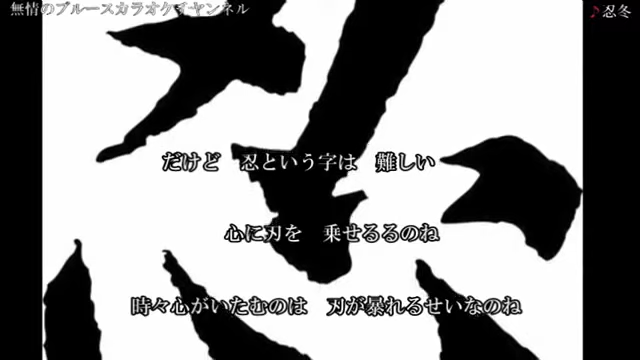 無情のブルースカラオケチャンネル
♪忍冬
だけど 忍という字は 難しい
心に刃を 乗せるるのね
時々心がいたむのは 刃が暴れるせいなのね